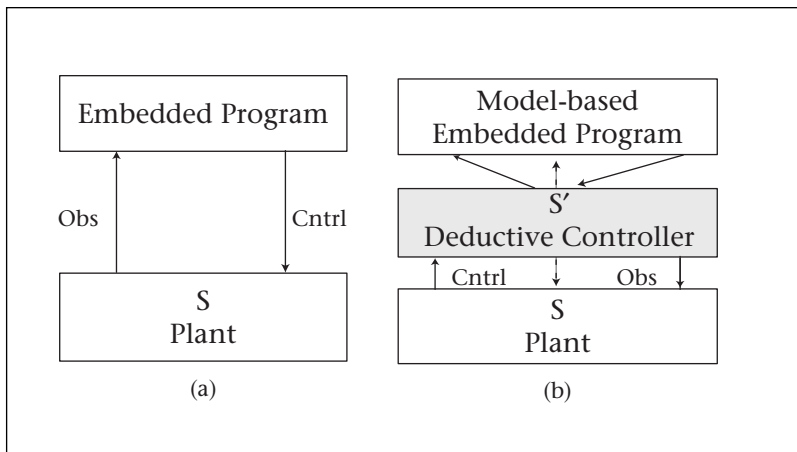 Embedded Program
Obs
Cntrl
S
Plant
(a)
Model-based
Embedded Program
S′
Deductive Controller
Cntrl
Obs
S
Plant
(b)